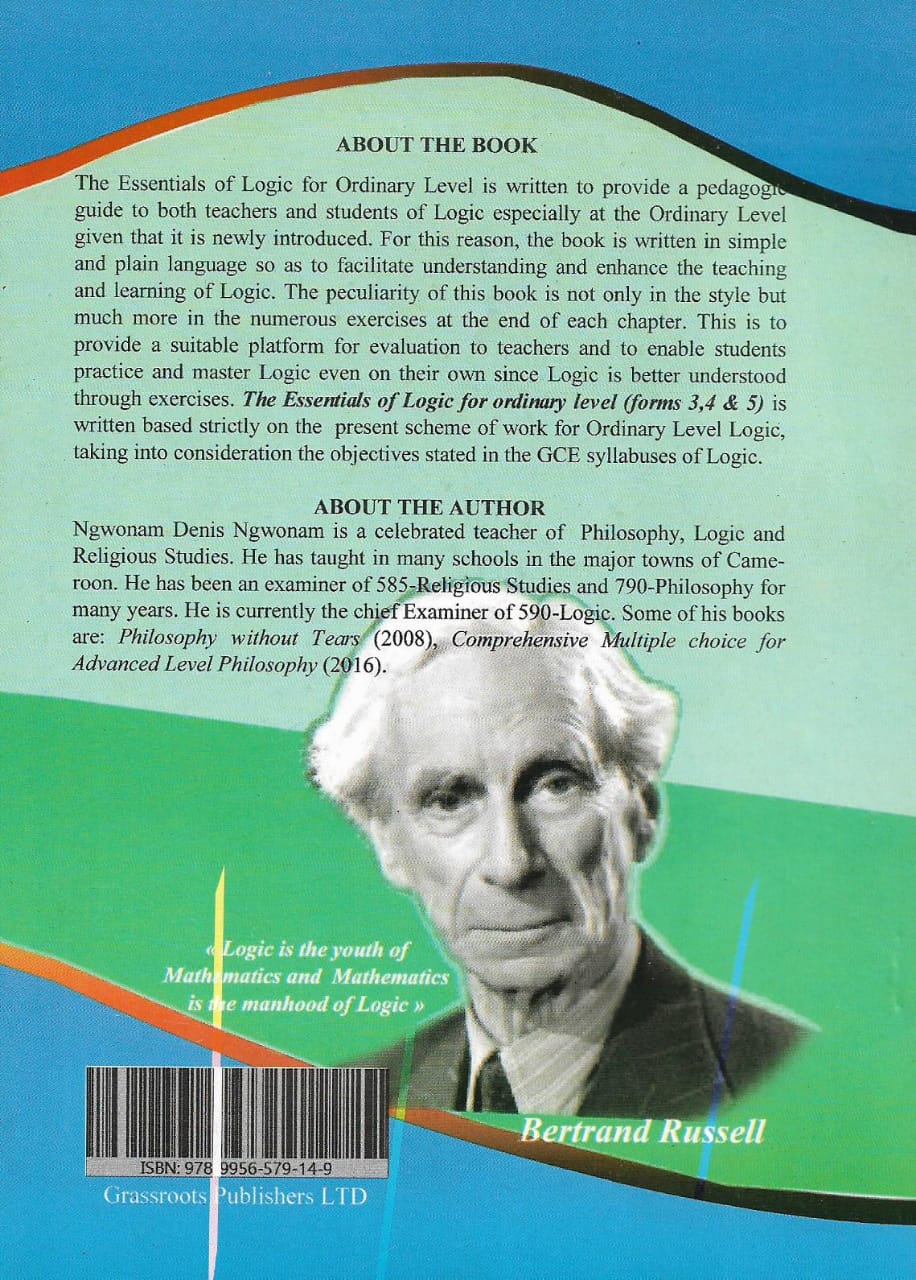 ABOUT THE BOOK
The Essentials of Logic for Ordinary Level is written to provide a pedagogic
guide to both teachers and students of Logic especially at the Ordinary Level
given that it is newly introduced. For this reason, the book is written in simple
and plain language so as to facilitate understanding and enhance the teaching
and learning of Logic. The peculiarity of this book is not only in the style but
much more in the numerous exercises at the end of each chapter. This is to
provide a suitable platform for evaluation to teachers and to enable students
practice and master Logic even on their own since Logic is better understood
through exercises. The Essentials of Logic for ordinary level (forms 3,4 & 5) is
written based strictly on the present scheme of work for Ordinary Level Logic,
taking into consideration the objectives stated in the GCE syllabuses of Logic.
ABOUT THE AUTHOR
Ngwonam Denis Ngwonam is a celebrated teacher of Philosophy, Logic and
Religious Studies. He has taught in many schools in the major towns of Came-
roon. He has been an examiner of 585-Religious Studies and 790-Philosophy for
many years. He is currently the chief Examiner of 590-Logic. Some of his books
are: Philosophy without Tears (2008), Comprehensive Multiple choice for
Advanced Level Philosophy (2016).
« Logic is the youth of
Mathematics and Mathematics
is the manhood of Logic »
Bertrand Russell
ISBN: 978 9956-579-14-9
Grassroots Publishers LTD